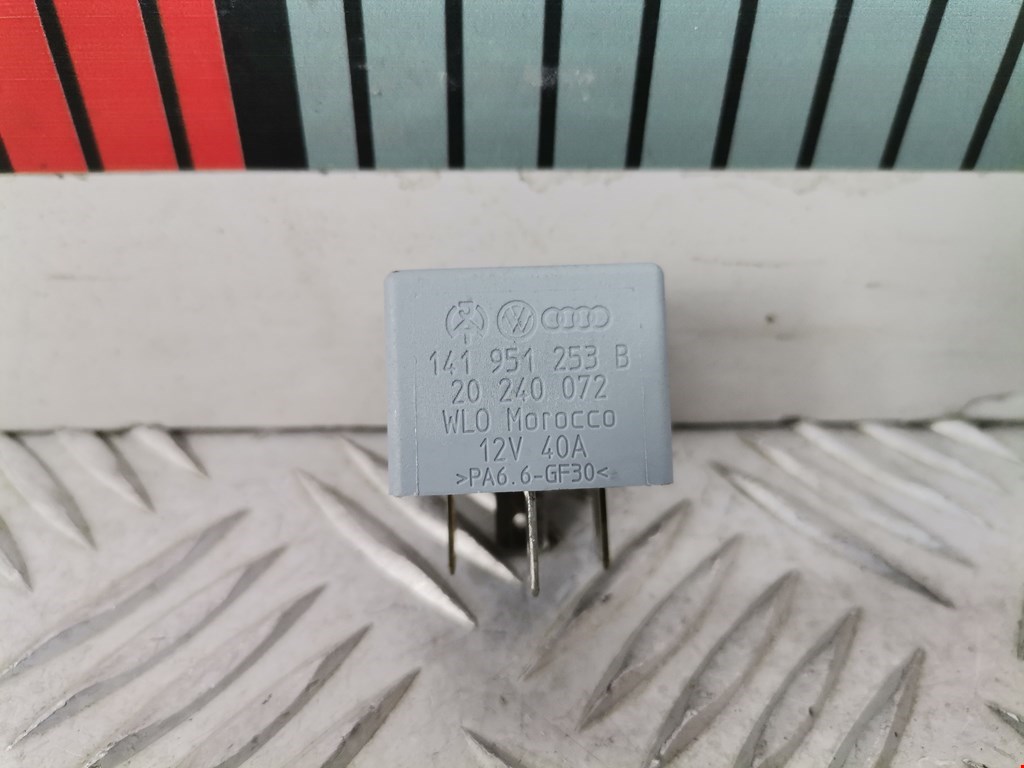 141 951 253 B
20 240 072
WLO Morocco
12V 40A
>PA6.6-GF30<